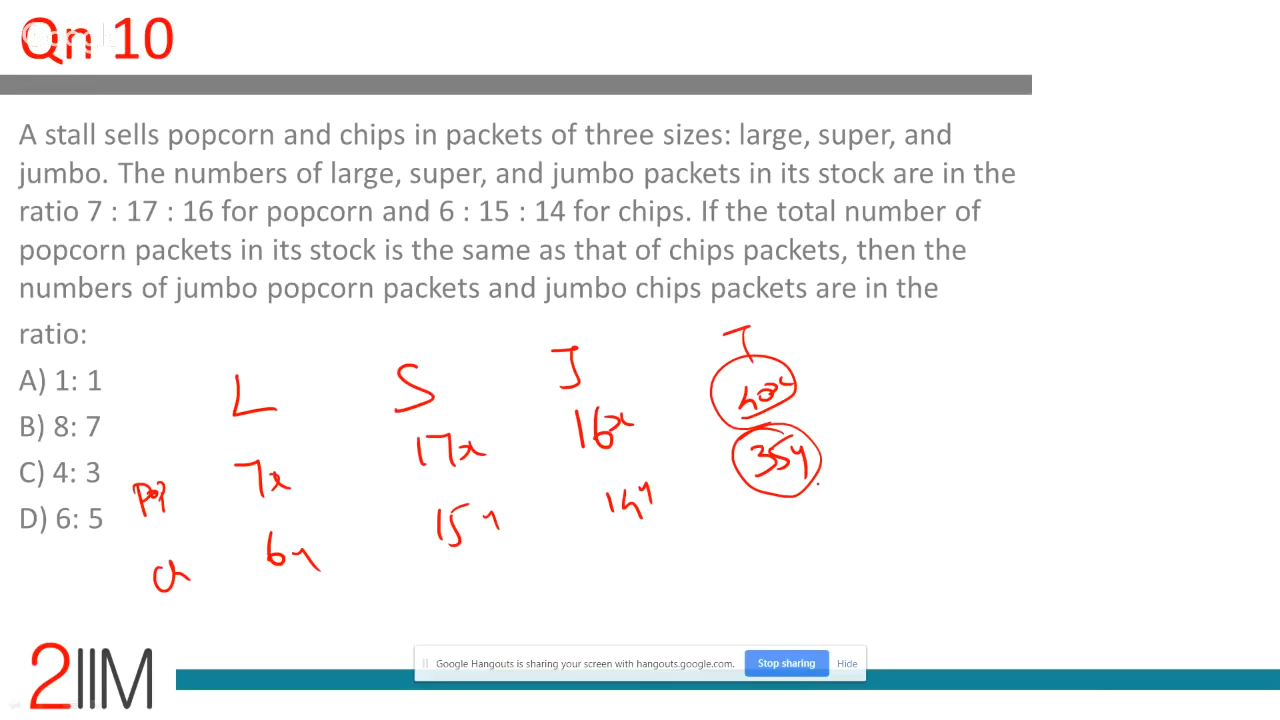 Qn 10
A stall sells popcorn and chips in packets of three sizes: large, super, and
jumbo. The numbers of large, super, and jumbo packets in its stock are in the
ratio 7 : 17 : 16 for popcorn and 6 : 15 : 14 for chips. If the total number of
popcorn packets in its stock is the same as that of chips packets, then the
numbers of jumbo popcorn packets and jumbo chips packets are in the
ratio:
A) 1: 1
B) 8: 7
C) 4: 3
D) 6: 5
L S J T
Pop 7x 17x 16x 40x
Ch 6y 15y 14y 35y
2IIM
Google Hangouts is sharing your screen with hangouts.google.com. Stop sharing Hide